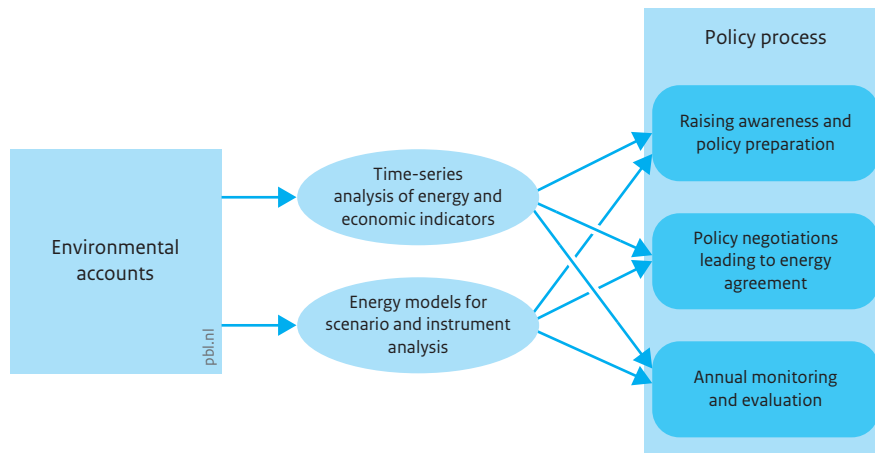 Policy process
Raising awareness and
policy preparation
Time-series
analysis of energy and
economic indicators
Environmental
accounts
Policy negotiations
leading to energy
agreement
Energy models for
scenario and instrument
analysis
pbl.nl
Annual monitoring
and evaluation